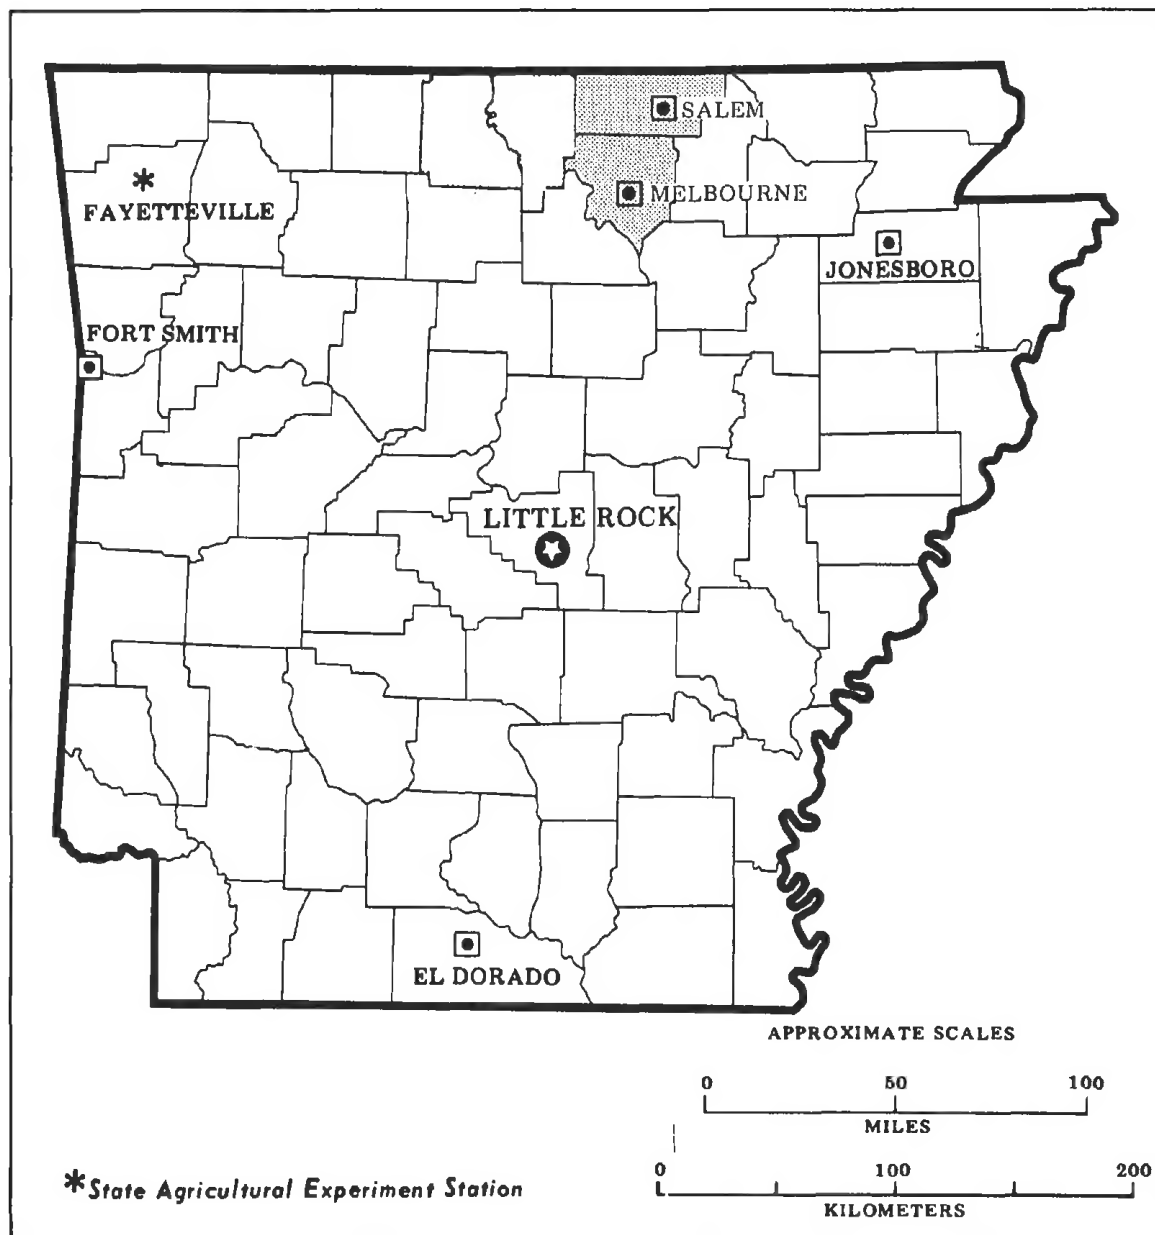 SALEM
MELBOURNE
FAYETTEVILLE
JONESBORO
FORT SMITH
LITTLE ROCK
EL DORADO
APPROXIMATE SCALES
0 50 100
MILES
0 100 200
KILOMETERS
*State Agricultural Experiment Station